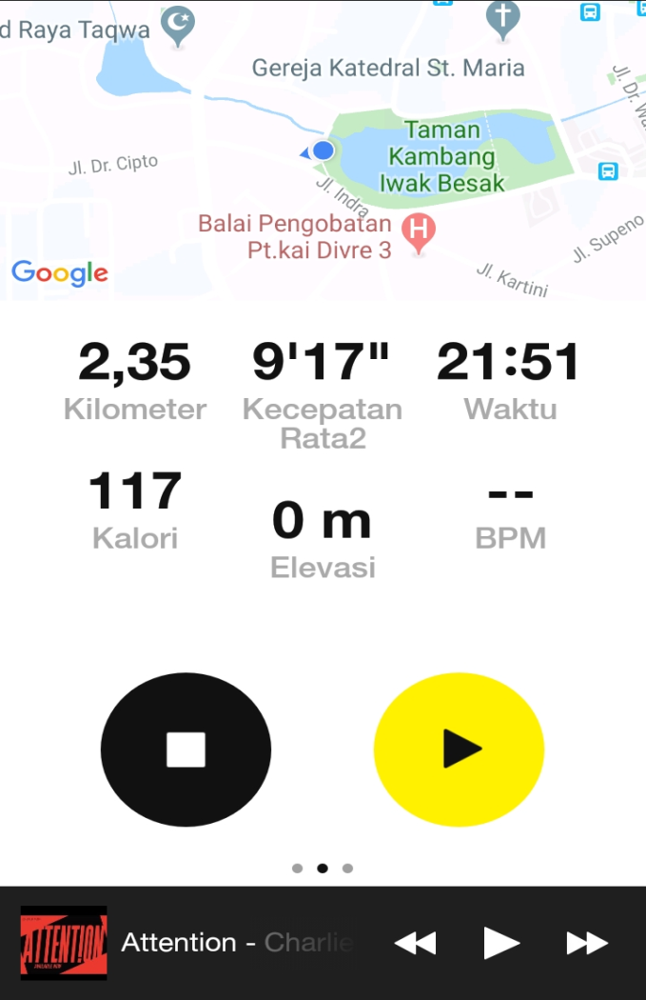 d Raya Taqwa
Gereja Katedral St. Maria
Taman
Kambang
Iwak Besak
Jl. Dr. Cipto
Jl. Indra
Jl. Dr. Wa
Balai Pengobatan
Pt.kai Divre 3
H
Jl. Supeno
Jl. Kartini
Google
2,35 9'17" 21:51
Kilometer Kecepatan Waktu
Rata2
117 0 m --
Kalori Elevasi BPM
ATTENTION
Attention - Charlie